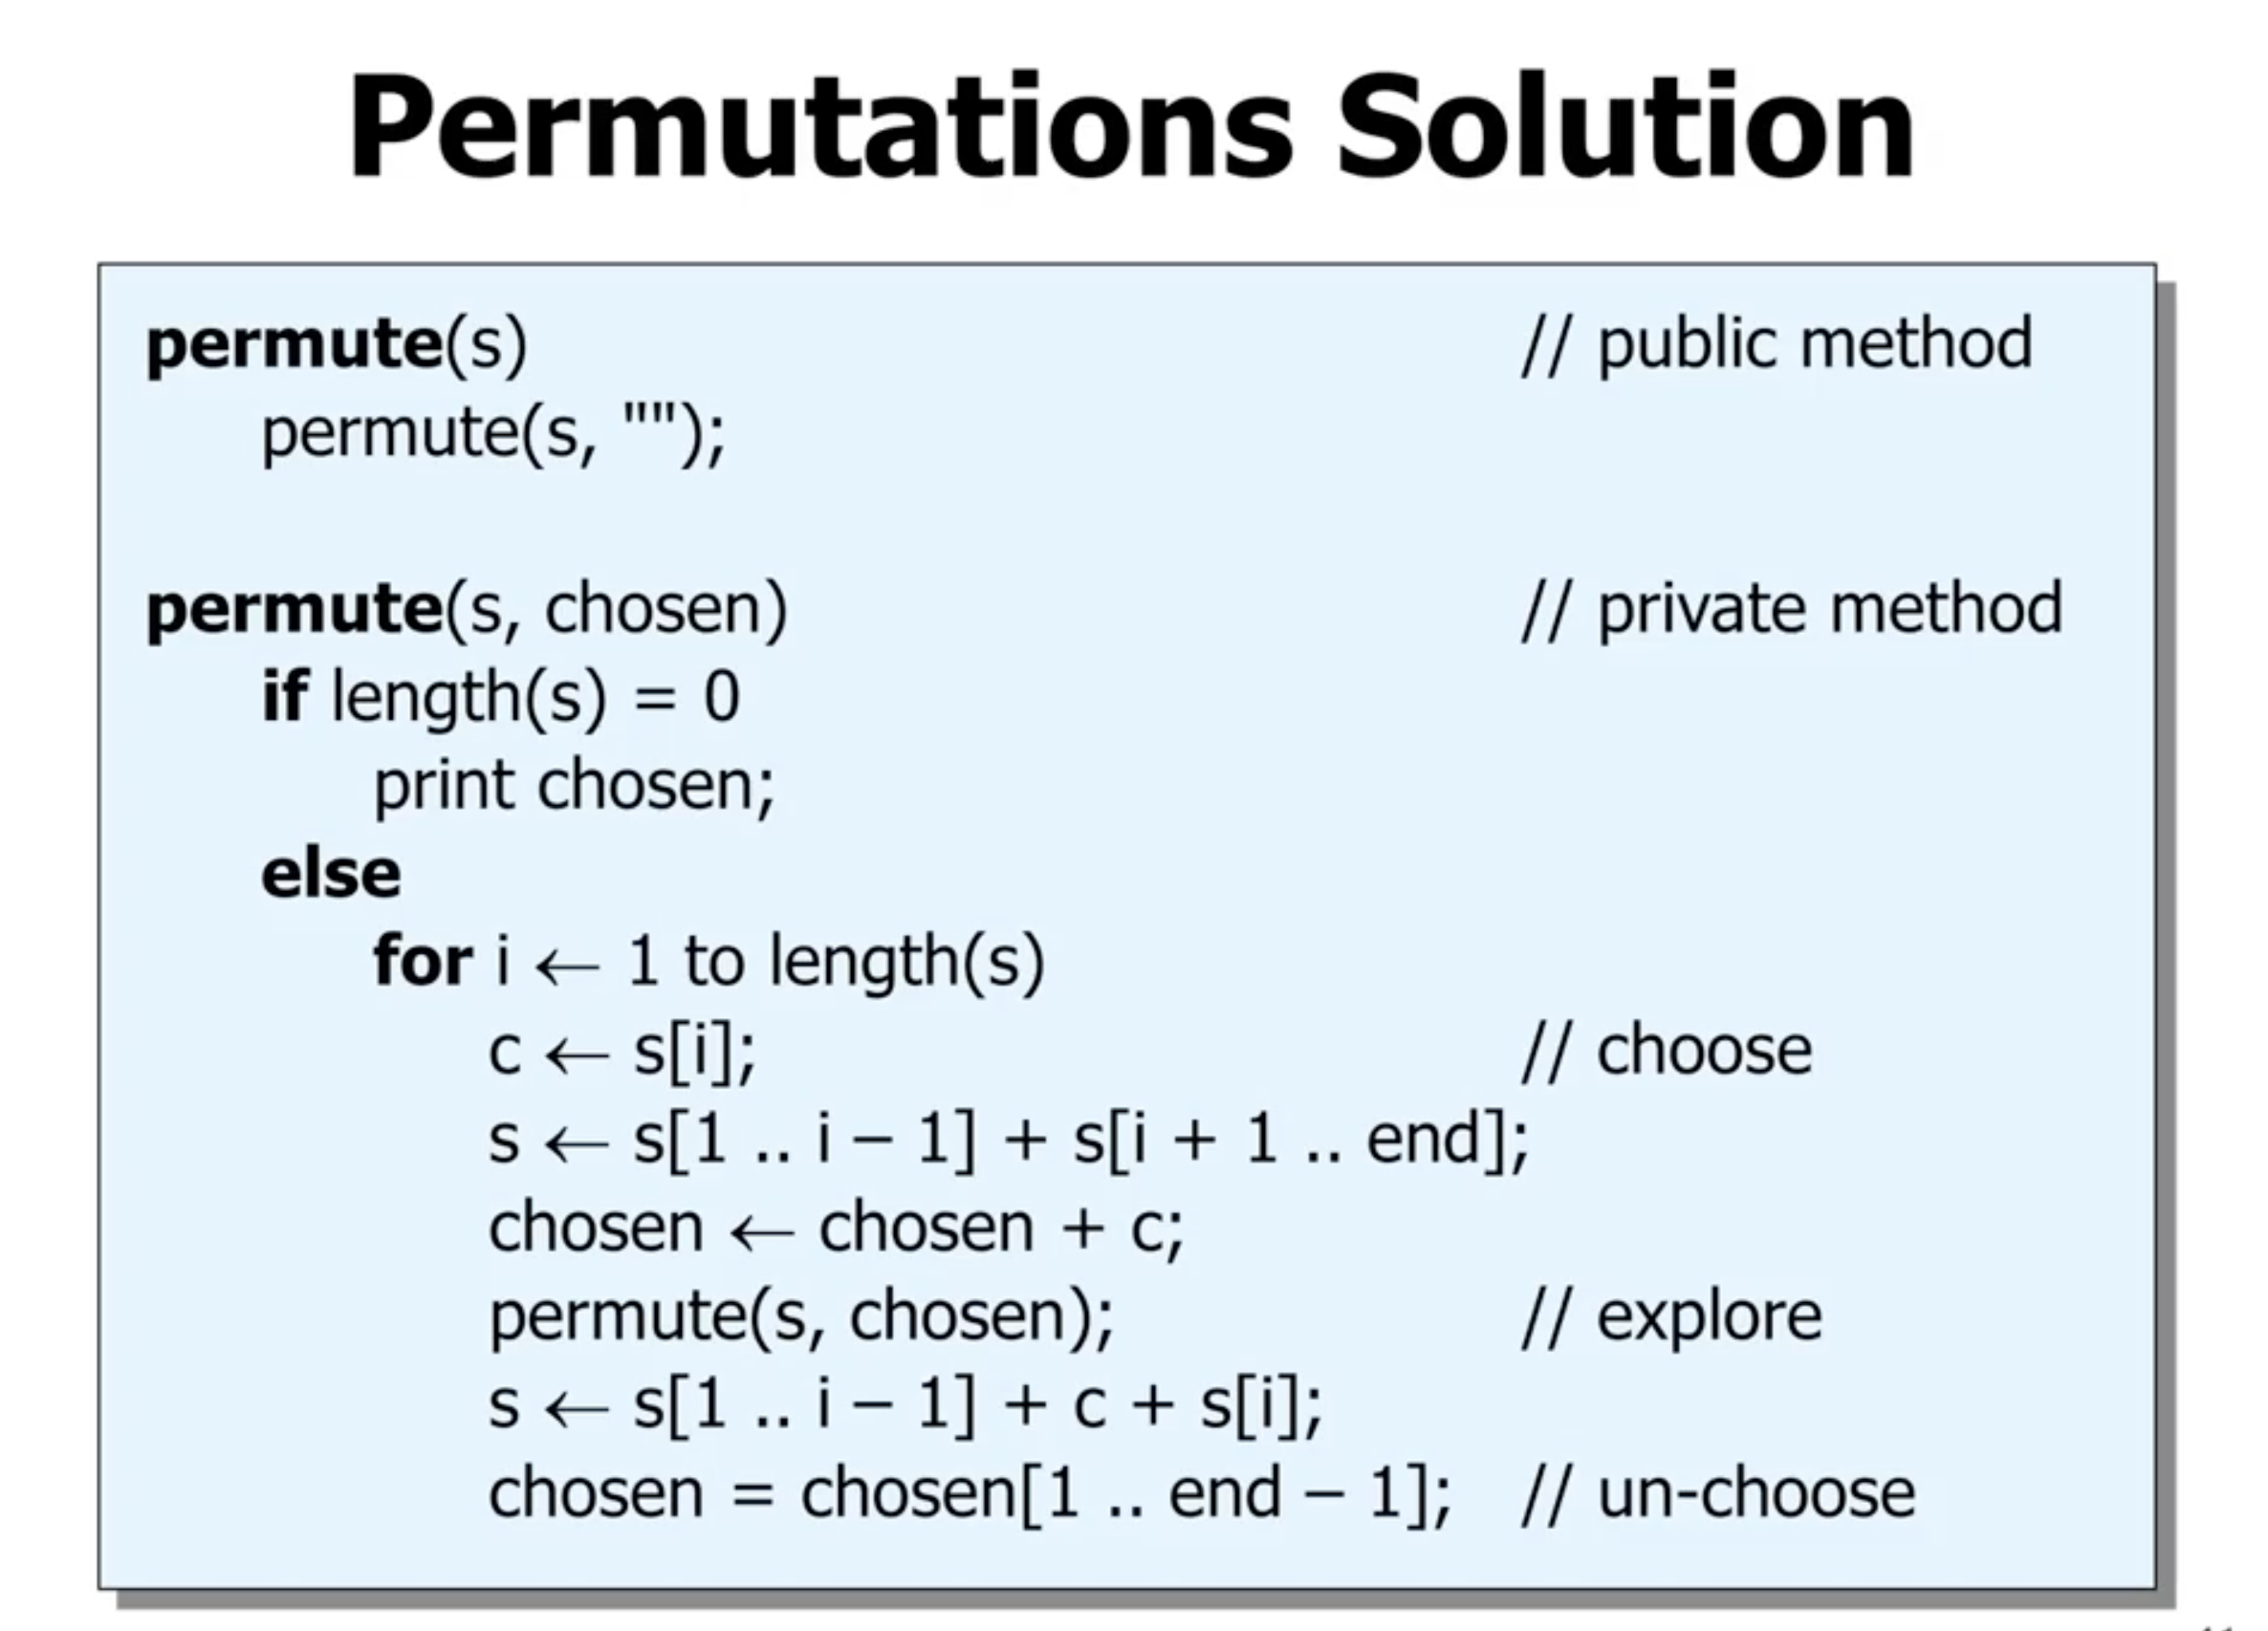 Permutations Solution
permute(s) // public method
permute(s, "");
permute(s, chosen) // private method
if length(s) = 0
print chosen;
else
for i ← 1 to length(s)
c ← s[i]; // choose
s ← s[1 .. i – 1] + s[i + 1 .. end];
chosen ← chosen + c;
permute(s, chosen); // explore
s ← s[1 .. i – 1] + c + s[i];
chosen = chosen[1 .. end – 1]; // un-choose